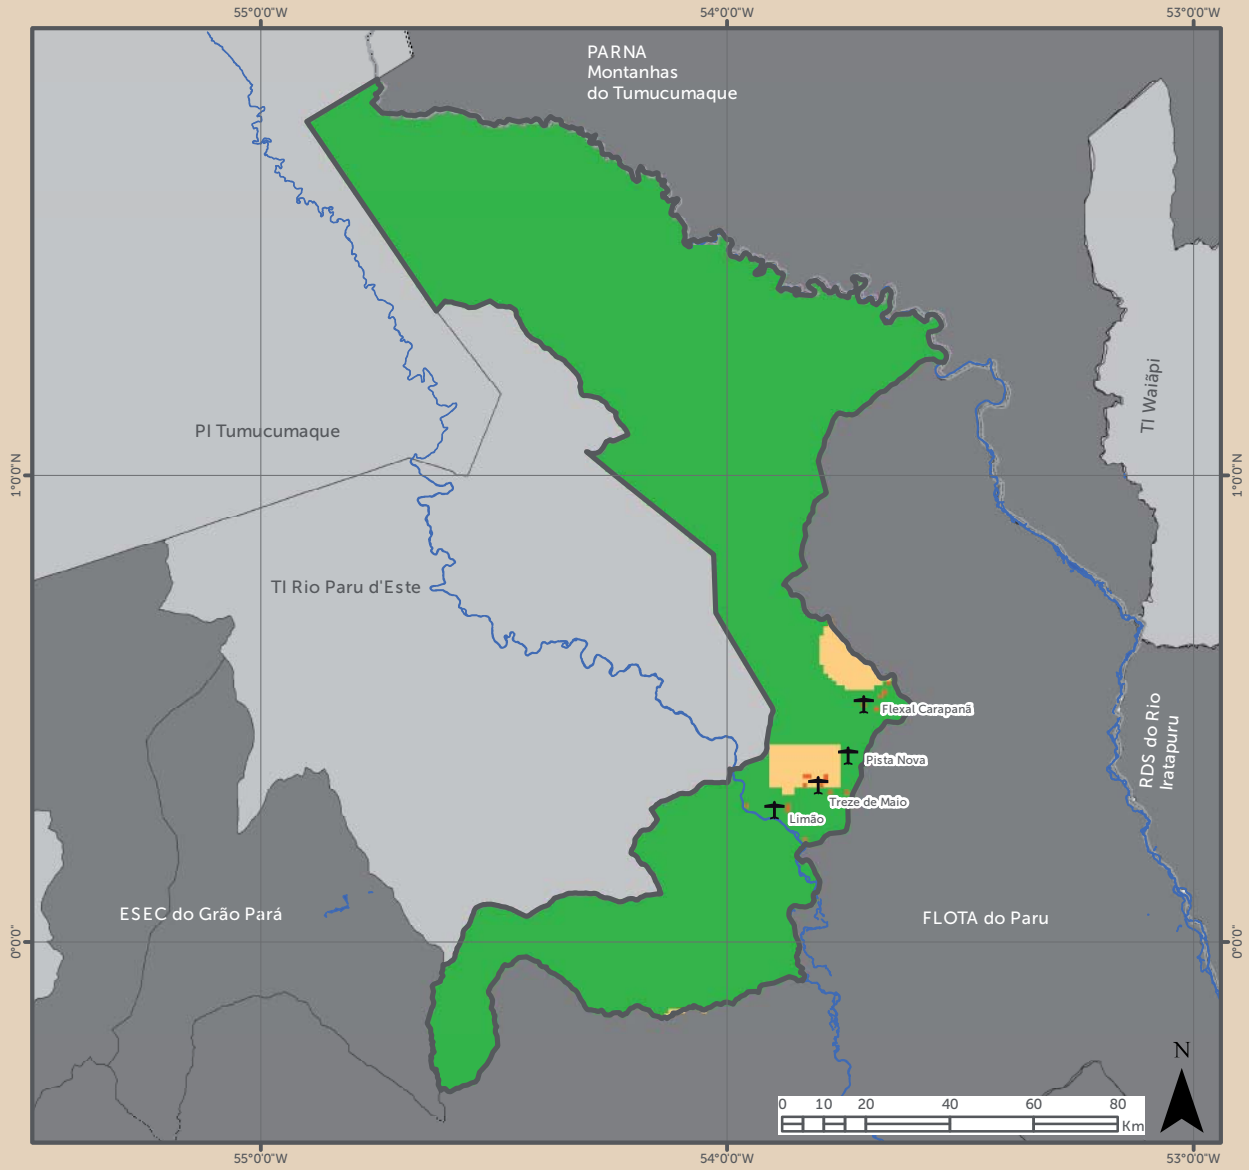 55°0'0"W
54°0'0"W
53°0'0"W
PARNA
Montanhas
do Tumucumaque
TI Waiãpi
PI Tumucumaque
1°0'0"N
1°0'0"N
TI Rio Paru d'Este
Flexal Carapanã
RDS do Rio
Iratapuru
Pista Nova
Treze de Maio
Limão
ESEC do Grão Pará
FLOTA do Paru
0°0'0"
0°0'0"
N
0 10 20 40 60 80
Km
55°0'0"W
54°0'0"W
53°0'0"W